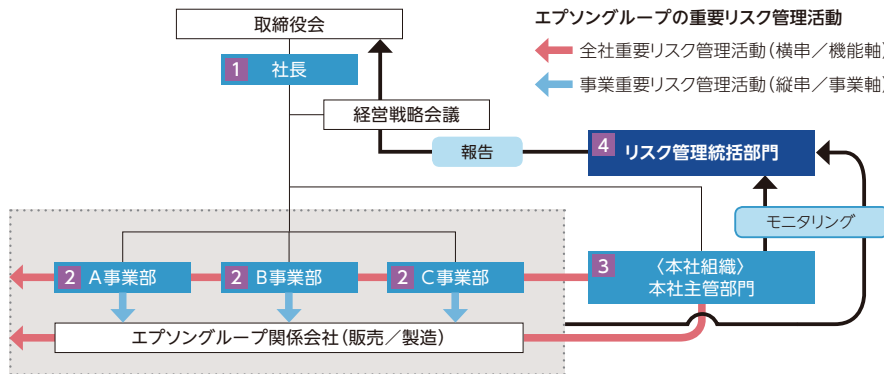 取締役会
エプソングループの重要リスク管理活動
全社重要リスク管理活動（横串／機能軸）
事業重要リスク管理活動（縦串／事業軸）
1 社長
経営戦略会議
報告
4 リスク管理統括部門
モニタリング
2 A事業部
2 B事業部
2 C事業部
3 〈本社組織〉
本社主管部門
エプソングループ関係会社（販売／製造）